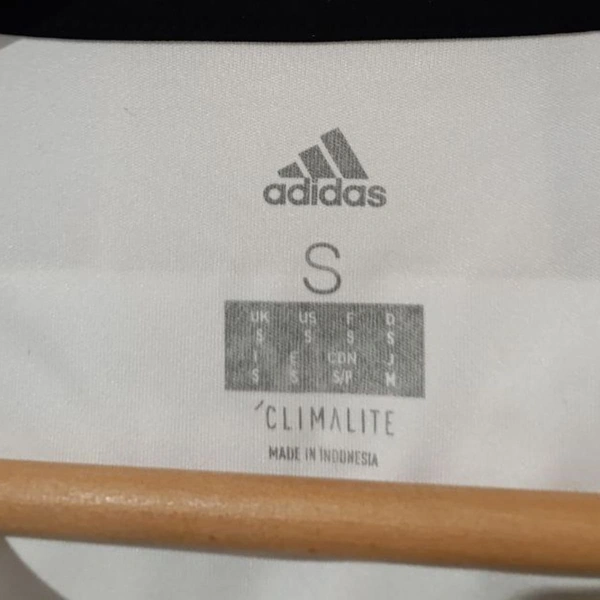 adidas
S
UK US F D
S S S S
I E CDN J
S S S/P M
´CLIMALITE
MADE IN INDONESIA